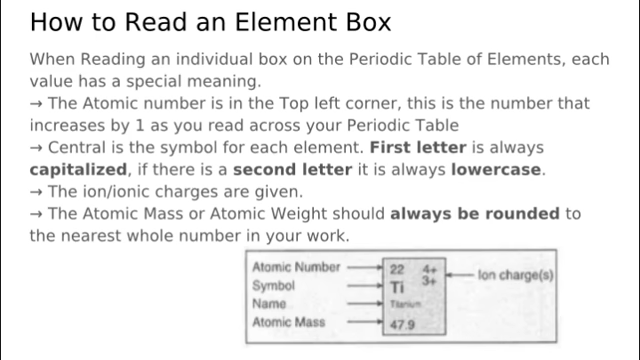 How to Read an Element Box
When Reading an individual box on the Periodic Table of Elements, each
value has a special meaning.
→ The Atomic number is in the Top left corner, this is the number that
increases by 1 as you read across your Periodic Table
→ Central is the symbol for each element. First letter is always
capitalized, if there is a second letter it is always lowercase.
→ The ion/ionic charges are given.
→ The Atomic Mass or Atomic Weight should always be rounded to
the nearest whole number in your work.
Atomic Number 22 4+
Symbol Ti 3+ Ion charge(s)
Name Titanium
Atomic Mass 47.9